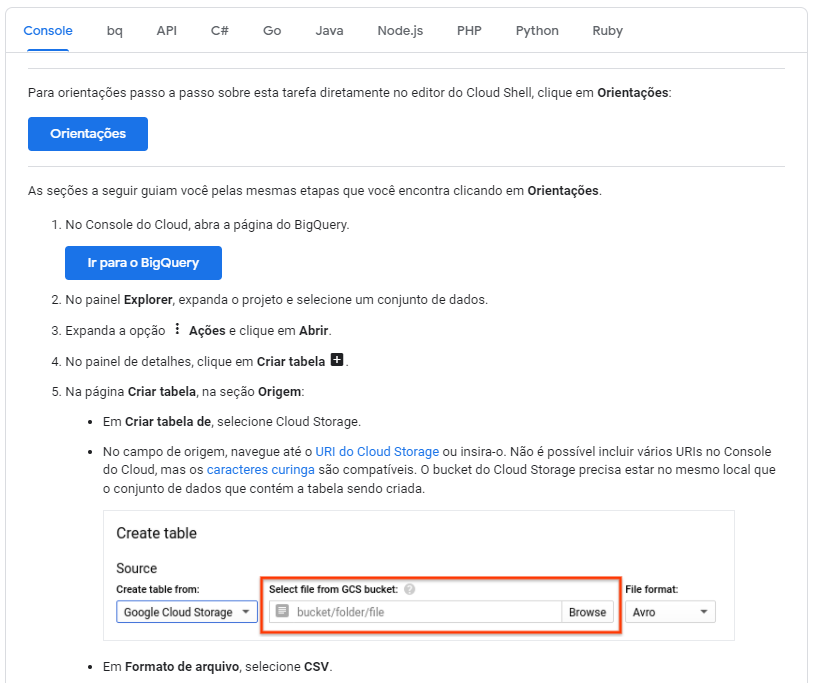 Console bq API C# Go Java Node.js PHP Python Ruby
Para orientações passo a passo sobre esta tarefa diretamente no editor do Cloud Shell, clique em Orientações:
Orientações
As seções a seguir guiam você pelas mesmas etapas que você encontra clicando em Orientações.
1. No Console do Cloud, abra a página do BigQuery.
Ir para o BigQuery
2. No painel Explorer, expanda o projeto e selecione um conjunto de dados.
3. Expanda a opção ⋮ Ações e clique em Abrir.
4. No painel de detalhes, clique em Criar tabela.
5. Na página Criar tabela, na seção Origem:
• Em Criar tabela de, selecione Cloud Storage.
• No campo de origem, navegue até o URI do Cloud Storage ou insira-o. Não é possível incluir vários URIs no Console
do Cloud, mas os caracteres curinga são compatíveis. O bucket do Cloud Storage precisa estar no mesmo local que
o conjunto de dados que contém a tabela sendo criada.
Create table
Source
Create table from: Select file from GCS bucket: ? File format:
Google Cloud Storage bucket/folder/file Browse Avro
• Em Formato de arquivo, selecione CSV.